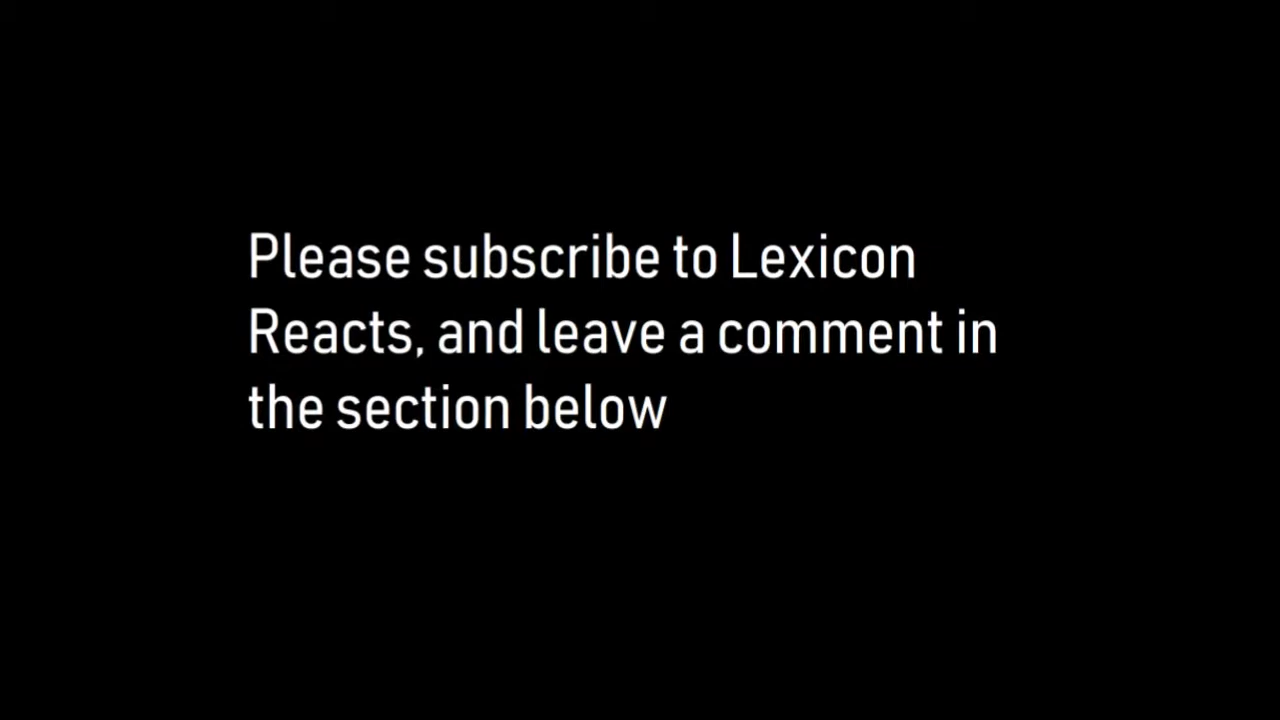 Please subscribe to Lexicon
Reacts, and leave a comment in
the section below